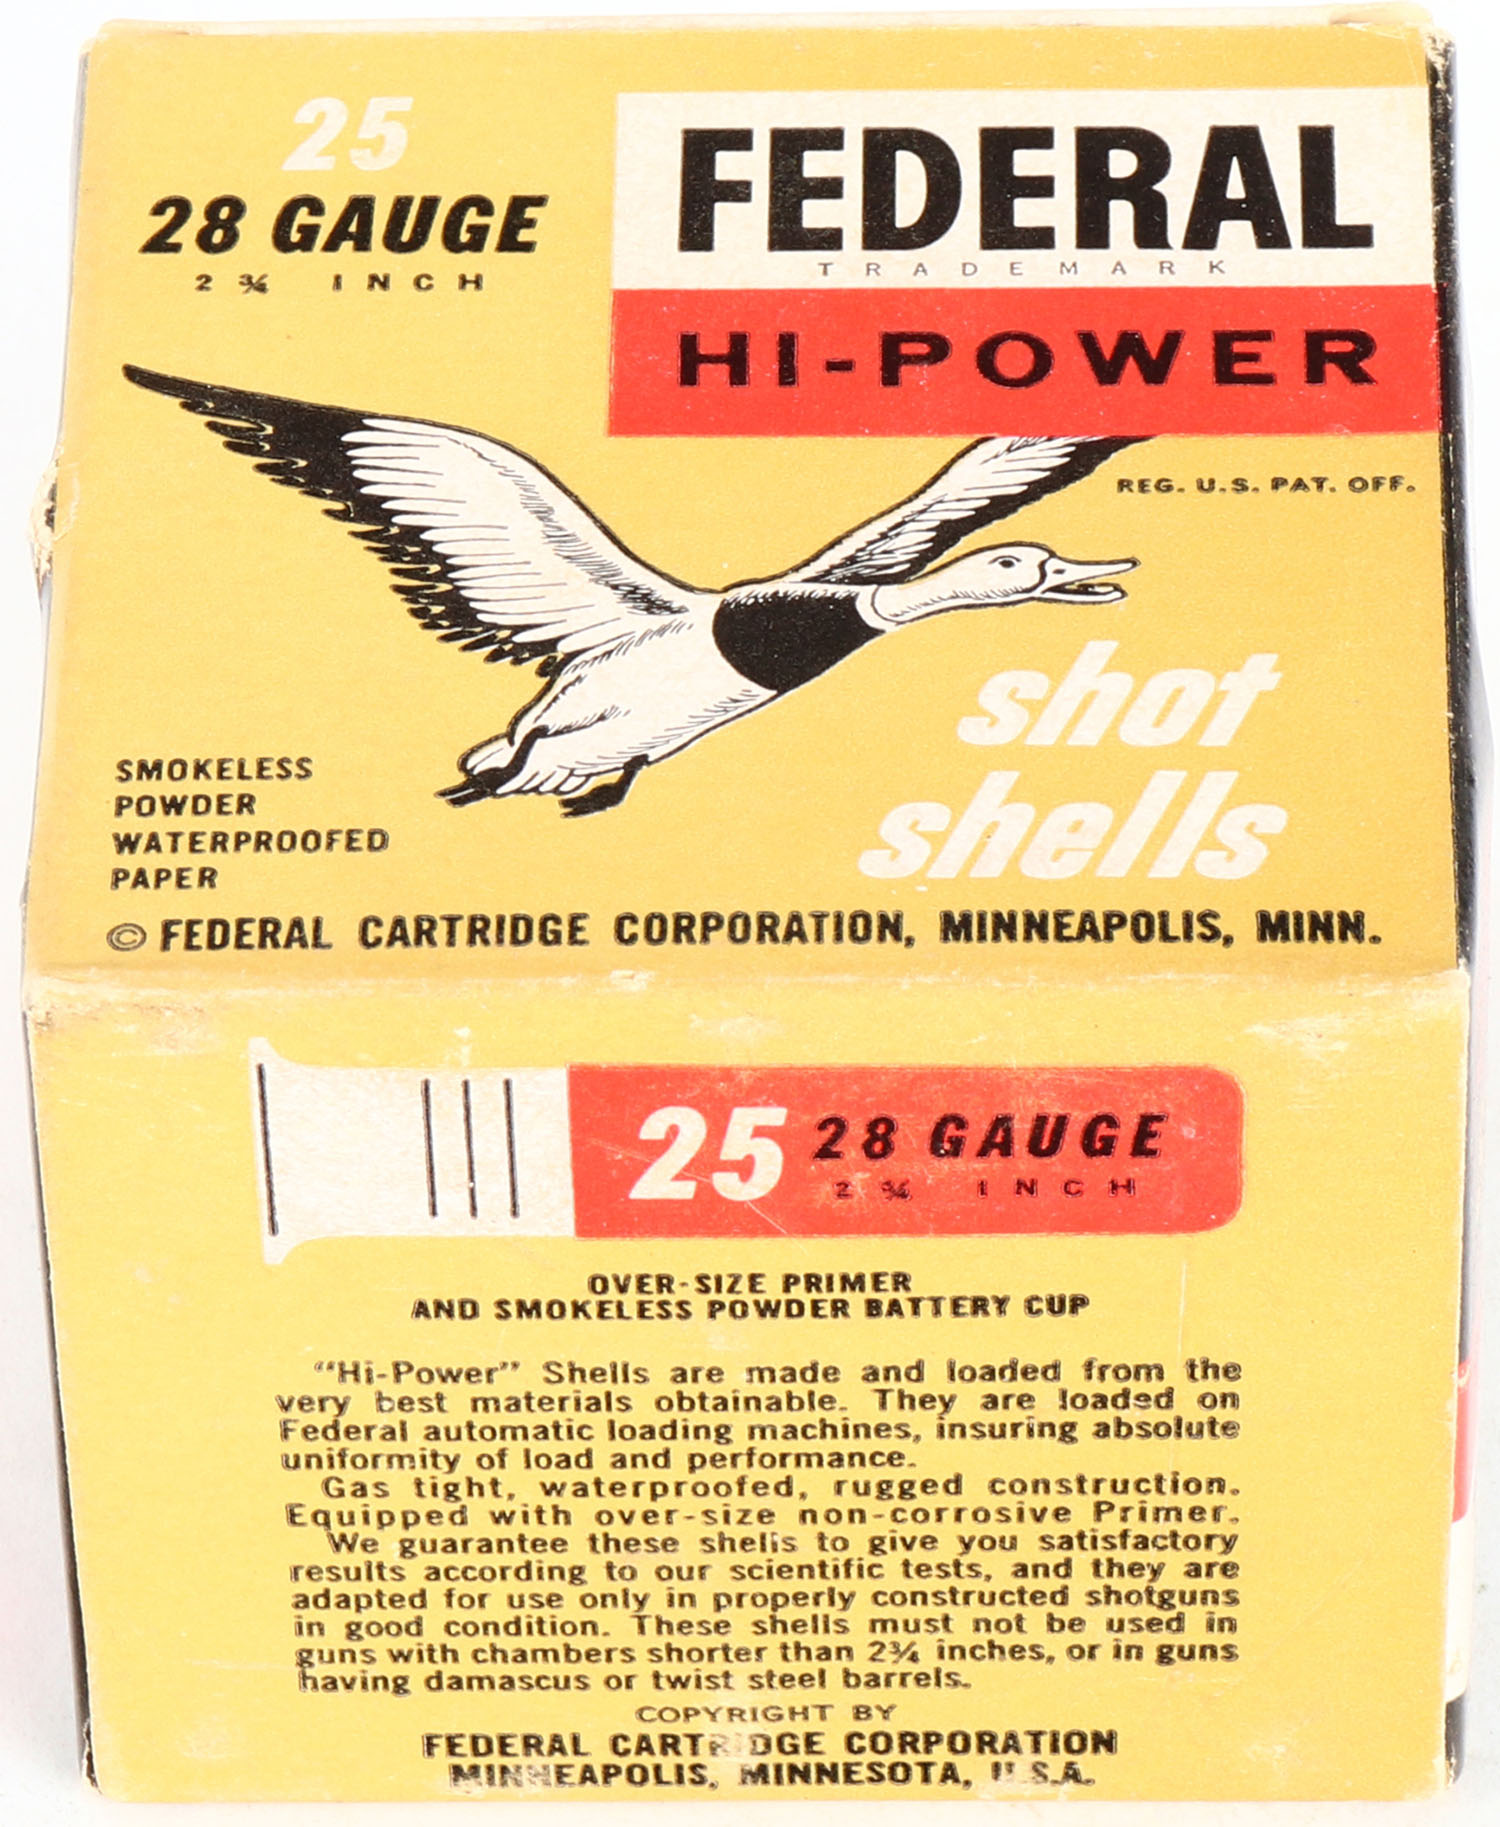 25
28 GAUGE
2 3/4 INCH
FEDERAL
TRADEMARK
HI-POWER
REG. U.S. PAT. OFF.
shot
shells
SMOKELESS
POWDER
WATERPROOFED
PAPER
© FEDERAL CARTRIDGE CORPORATION, MINNEAPOLIS, MINN.
25 28 GAUGE
2 3/4 INCH
OVER-SIZE PRIMER
AND SMOKELESS POWDER BATTERY CUP
“Hi-Power” Shells are made and loaded from the
very best materials obtainable. They are loaded on
Federal automatic loading machines, insuring absolute
uniformity of load and performance.
Gas tight, waterproofed, rugged construction.
Equipped with over-size non-corrosive Primer.
We guarantee these shells to give you satisfactory
results according to our scientific tests, and they are
adapted for use only in properly constructed shotguns
in good condition. These shells must not be used in
guns with chambers shorter than 2¾ inches, or in guns
having damascus or twist steel barrels.
COPYRIGHT BY
FEDERAL CARTRIDGE CORPORATION
MINNEAPOLIS, MINNESOTA, U.S.A.